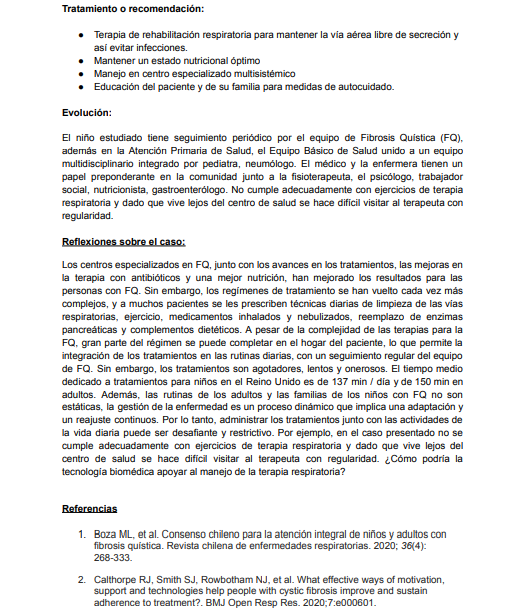 Tratamiento o recomendación:
● Terapia de rehabilitación respiratoria para mantener la vía aérea libre de secreción y
así evitar infecciones.
● Mantener un estado nutricional óptimo
● Manejo en centro especializado multisistémico
● Educación del paciente y de su familia para medidas de autocuidado.
Evolución:
El niño estudiado tiene seguimiento periódico por el equipo de Fibrosis Quística (FQ),
además en la Atención Primaria de Salud, el Equipo Básico de Salud unido a un equipo
multidisciplinario integrado por pediatra, neumólogo. El médico y la enfermera tienen un
papel preponderante en la comunidad junto a la fisioterapeuta, el psicólogo, trabajador
social, nutricionista, gastroenterólogo. No cumple adecuadamente con ejercicios de terapia
respiratoria y dado que vive lejos del centro de salud se hace difícil visitar al terapeuta con
regularidad.
Reflexiones sobre el caso:
Los centros especializados en FQ, junto con los avances en los tratamientos, las mejoras en
la terapia con antibióticos y una mejor nutrición, han mejorado los resultados para las
personas con FQ. Sin embargo, los regímenes de tratamiento se han vuelto cada vez más
complejos, y a muchos pacientes se les prescriben técnicas diarias de limpieza de las vías
respiratorias, ejercicio, medicamentos inhalados y nebulizados, reemplazo de enzimas
pancreáticas y complementos dietéticos. A pesar de la complejidad de las terapias para la
FQ, gran parte del régimen se puede completar en el hogar del paciente, lo que permite la
integración de los tratamientos en las rutinas diarias, con un seguimiento regular del equipo
de FQ. Sin embargo, los tratamientos son agotadores, lentos y onerosos. El tiempo medio
dedicado a tratamientos para niños en el Reino Unido es de 137 min / día y de 150 min en
adultos. Además, las rutinas de los adultos y las familias de los niños con FQ no son
estáticas, la gestión de la enfermedad es un proceso dinámico que implica una adaptación y
un reajuste continuos. Por lo tanto, administrar los tratamientos junto con las actividades de
la vida diaria puede ser desafiante y restrictivo. Por ejemplo, en el caso presentado no se
cumple adecuadamente con ejercicios de terapia respiratoria y dado que vive lejos del
centro de salud se hace difícil visitar al terapeuta con regularidad. ¿Cómo podría la
tecnología biomédica apoyar al manejo de la terapia respiratoria?
Referencias
1. Boza ML, et al. Consenso chileno para la atención integral de niños y adultos con
fibrosis quística. Revista chilena de enfermedades respiratorias. 2020; 36(4):
268-333.
2. Calthorpe RJ, Smith SJ, Rowbotham NJ, et al. What effective ways of motivation,
support and technologies help people with cystic fibrosis improve and sustain
adherence to treatment?. BMJ Open Resp Res. 2020;7:e000601.